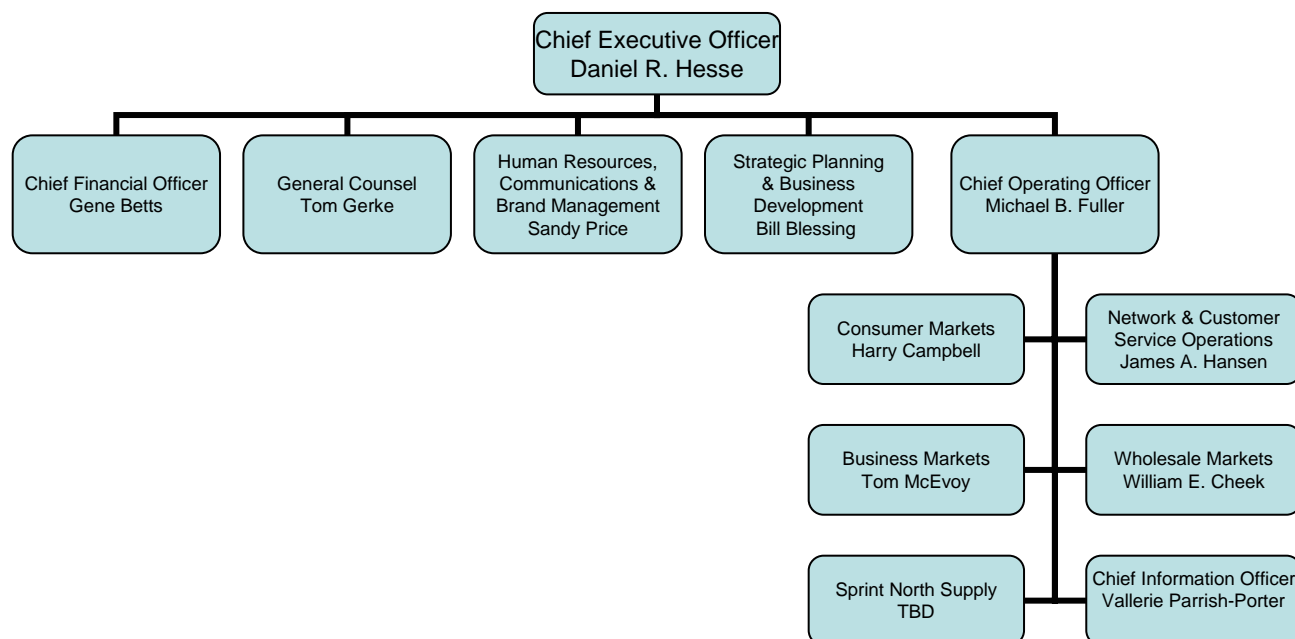 Chief Executive Officer
Daniel R. Hesse
Chief Financial Officer
Gene Betts
General Counsel
Tom Gerke
Human Resources,
Communications &
Brand Management
Sandy Price
Strategic Planning
& Business
Development
Bill Blessing
Chief Operating Officer
Michael B. Fuller
Consumer Markets
Harry Campbell
Network & Customer
Service Operations
James A. Hansen
Business Markets
Tom McEvoy
Wholesale Markets
William E. Cheek
Sprint North Supply
TBD
Chief Information Officer
Vallerie Parrish-Porter